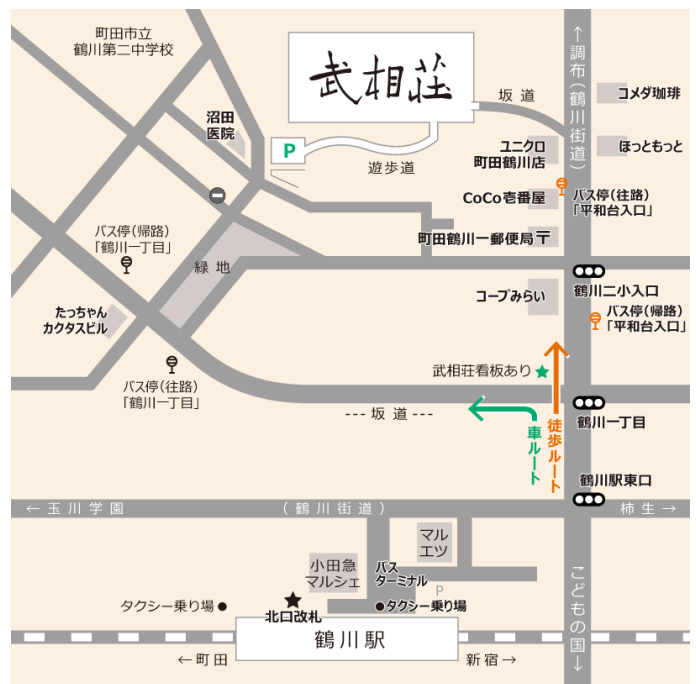 町田市立
鶴川第二中学校
武相荘
↑調布(鶴川街道)
坂道
コメダ珈琲
沼田
医院
P
遊歩道
ユニクロ
町田鶴川店
ほっともっと
CoCo壱番屋
バス停(往路)
「平和台入口」
町田鶴川一郵便局〒
バス停(帰路)
「鶴川一丁目」
緑地
コープみらい
鶴川二小入口
たっちゃん
カクタスビル
バス停(帰路)
「平和台入口」
武相荘看板あり★
バス停(往路)
「鶴川一丁目」
---坂道---
車ルート
徒歩ルート
鶴川一丁目
鶴川駅東口
←玉川学園
(鶴川街道)
柿生→
マル
エツ
小田急
マルシェ
バス
ターミナル
P
こどもの国↓
タクシー乗り場●
★
北口改札
●タクシー乗り場
鶴川駅
←町田
新宿→